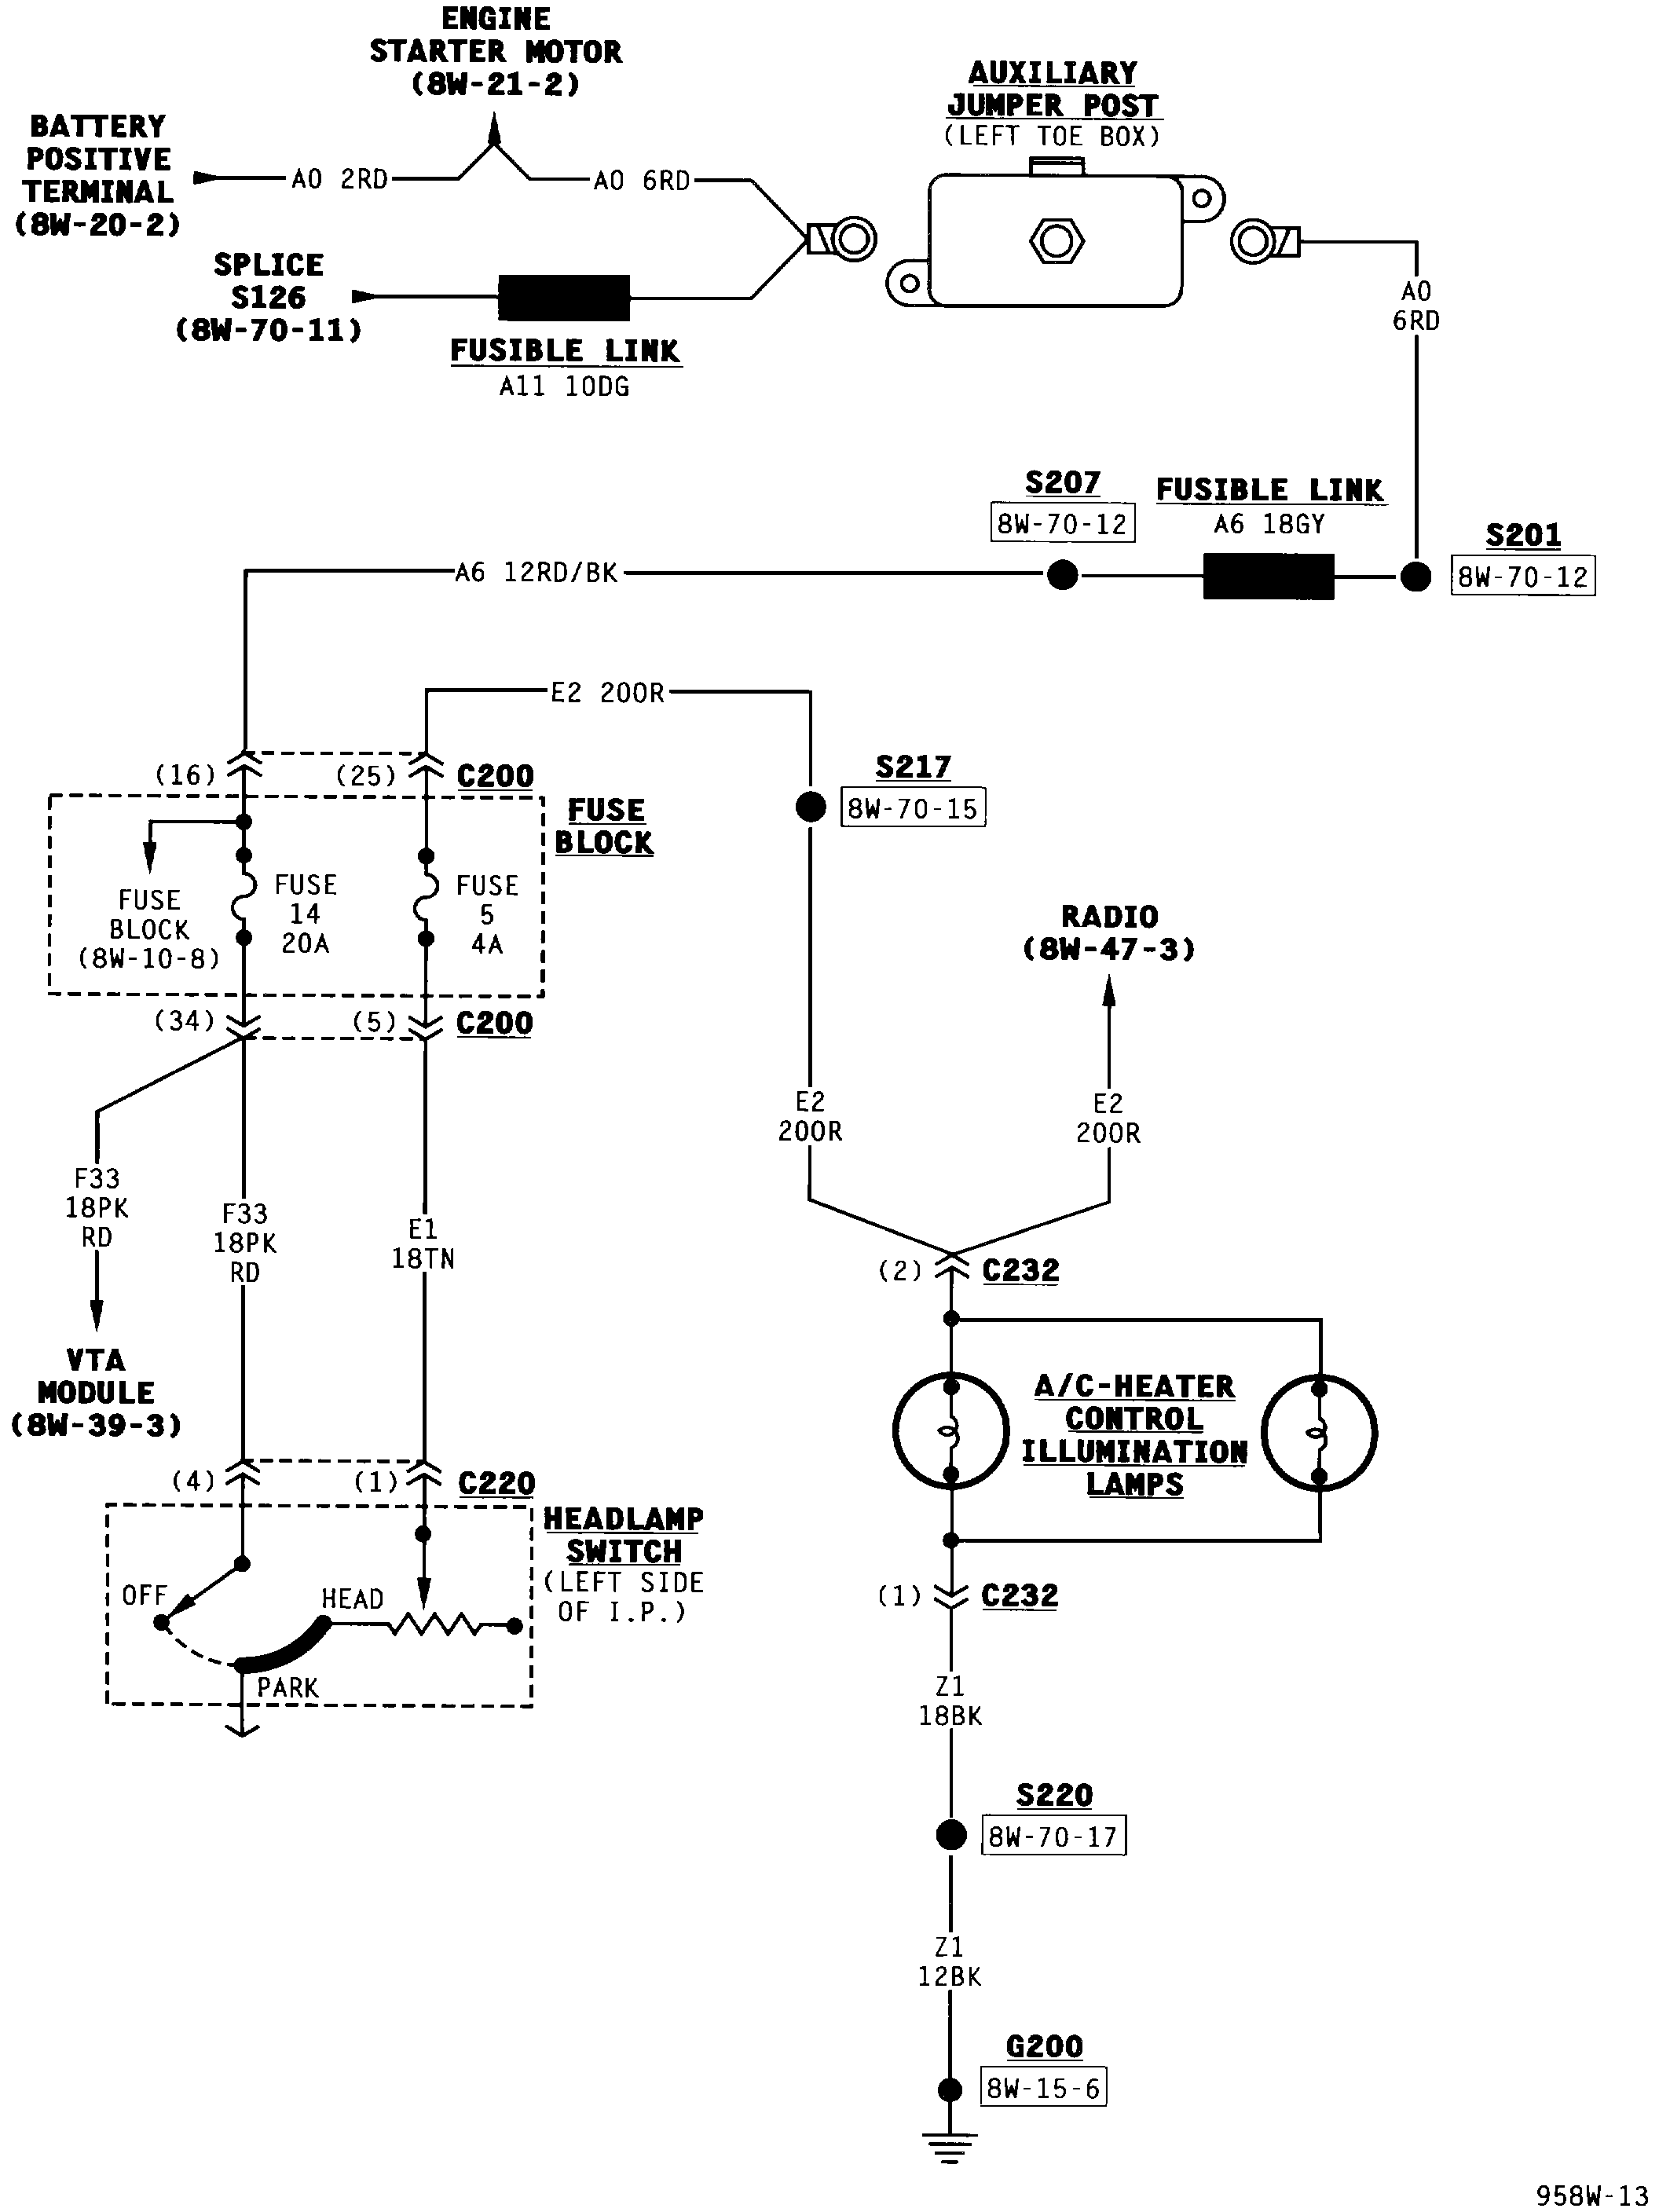 ENGINE
STARTER MOTOR
(8W-21-2)
AUXILIARY
JUMPER POST
(LEFT TOE BOX)
BATTERY
POSITIVE
TERMINAL
(8W-20-2)
A0 2RD
A0 6RD
SPLICE
S126
(8W-70-11)
FUSIBLE LINK
A11 10DG
A0
6RD
S207
8W-70-12
FUSIBLE LINK
A6 18GY
S201
8W-70-12
A6 12RD/BK
E2 20OR
(16)
(25)
C200
FUSE
BLOCK
S217
8W-70-15
FUSE
BLOCK
(8W-10-8)
FUSE
14
20A
FUSE
5
4A
RADIO
(8W-47-3)
(34)
(5)
C200
E2
20OR
E2
20OR
F33
18PK
RD
F33
18PK
RD
E1
18TN
(2)
C232
VTA
MODULE
(8W-39-3)
A/C-HEATER
CONTROL
ILLUMINATION
LAMPS
(4)
(1)
C220
HEADLAMP
SWITCH
(LEFT SIDE
OF I.P.)
OFF
HEAD
PARK
(1)
C232
Z1
18BK
S220
8W-70-17
Z1
12BK
G200
8W-15-6
958W-13